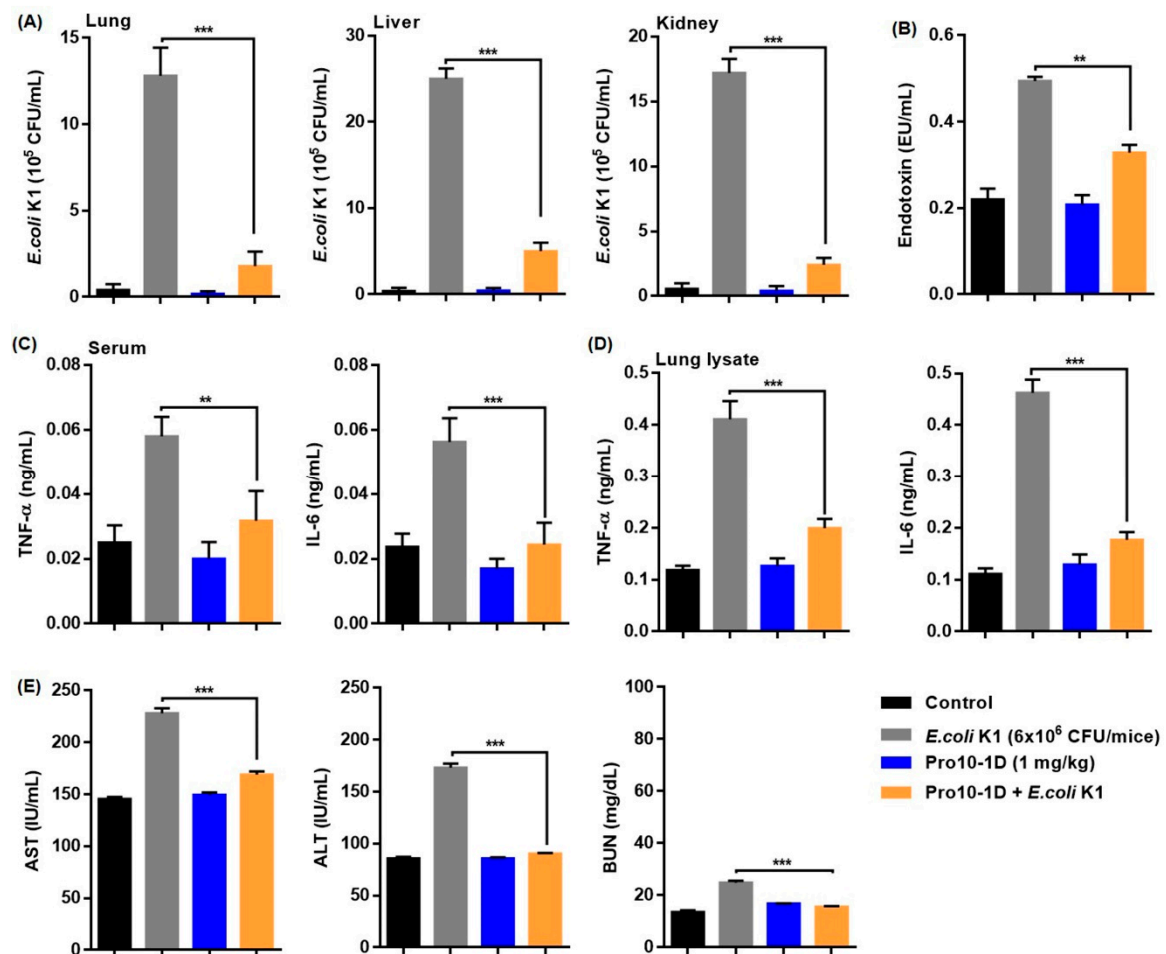 (A)
Lung
E.coli K1 (10⁵ CFU/mL)
15
10
5
0
***
Liver
E.coli K1 (10⁵ CFU/mL)
30
20
10
0
***
Kidney
E.coli K1 (10⁵ CFU/mL)
20
16
12
8
4
0
***
(B)
Endotoxin (EU/mL)
0.6
0.4
0.2
0.0
**
(C)
Serum
TNF-α (ng/mL)
0.08
0.06
0.04
0.02
0.00
**
IL-6 (ng/mL)
0.08
0.06
0.04
0.02
0.00
***
(D)
Lung lysate
TNF-α (ng/mL)
0.5
0.4
0.3
0.2
0.1
0.0
***
IL-6 (ng/mL)
0.5
0.4
0.3
0.2
0.1
0.0
***
(E)
AST (IU/mL)
250
200
150
100
50
0
***
ALT (IU/mL)
250
200
150
100
50
0
***
BUN (mg/dL)
100
80
60
40
20
0
***
Control
E.coli K1 (6x10⁶ CFU/mice)
Pro10-1D (1 mg/kg)
Pro10-1D + E.coli K1